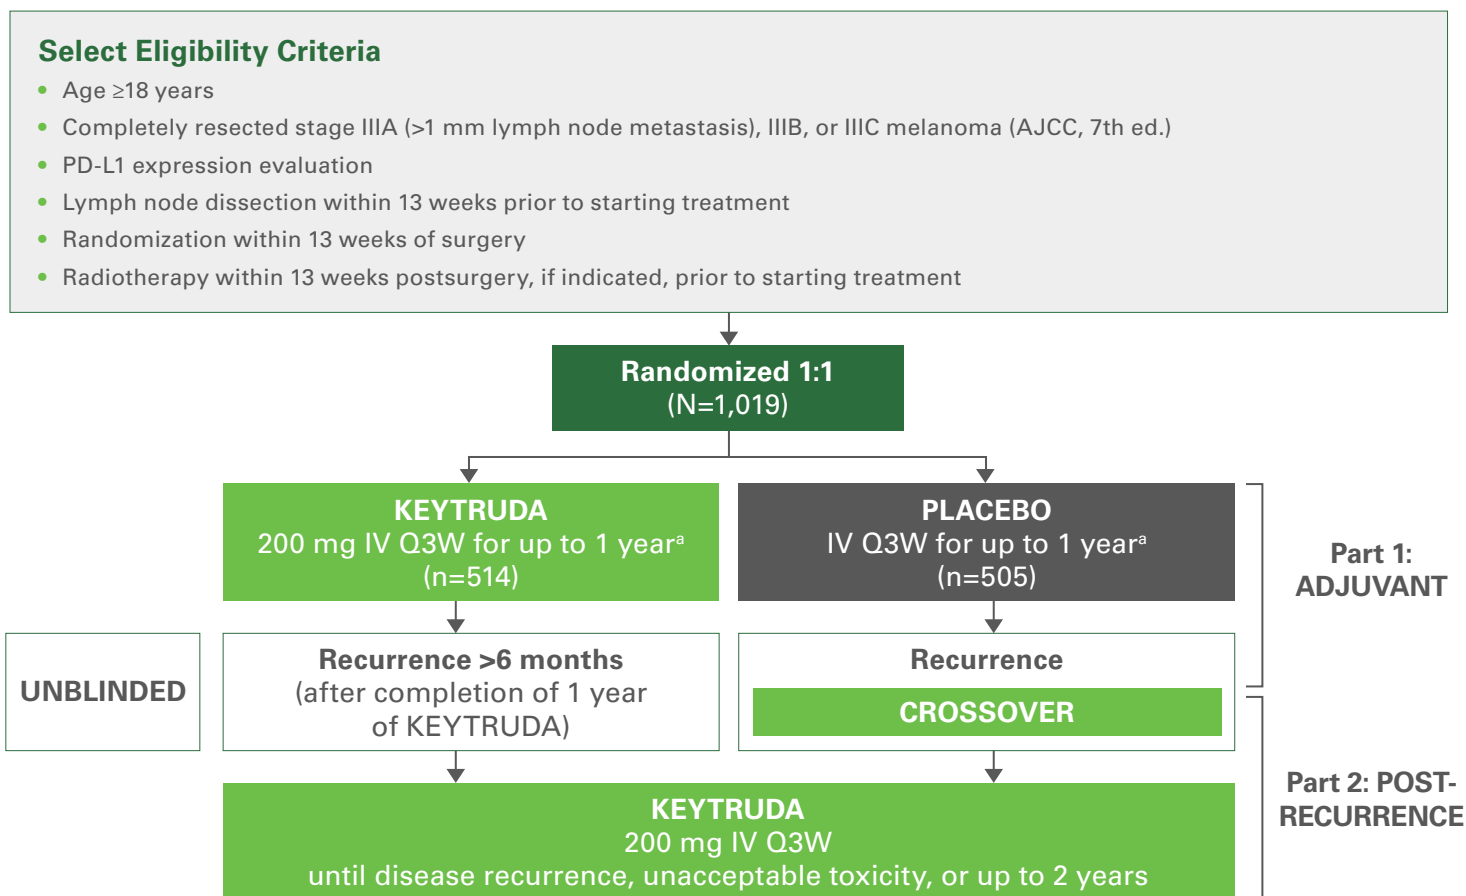 Select Eligibility Criteria
• Age ≥18 years
• Completely resected stage IIIA (>1 mm lymph node metastasis), IIIB, or IIIC melanoma (AJCC, 7th ed.)
• PD-L1 expression evaluation
• Lymph node dissection within 13 weeks prior to starting treatment
• Randomization within 13 weeks of surgery
• Radiotherapy within 13 weeks postsurgery, if indicated, prior to starting treatment
Randomized 1:1
(N=1,019)
KEYTRUDA
200 mg IV Q3W for up to 1 yearª
(n=514)
PLACEBO
IV Q3W for up to 1 yearª
(n=505)
Part 1:
ADJUVANT
UNBLINDED
Recurrence >6 months
(after completion of 1 year
of KEYTRUDA)
Recurrence
CROSSOVER
Part 2: POST-
RECURRENCE
KEYTRUDA
200 mg IV Q3W
until disease recurrence, unacceptable toxicity, or up to 2 years